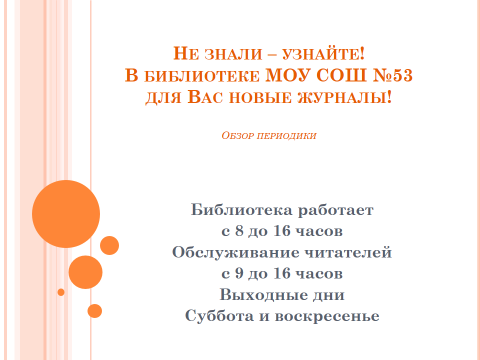 Не знали – узнайте!
В библиотеке МОУ СОШ №53
для Вас новые журналы!
Обзор периодики
Библиотека работает
с 8 до 16 часов
Обслуживание читателей
с 9 до 16 часов
Выходные дни
Суббота и воскресенье